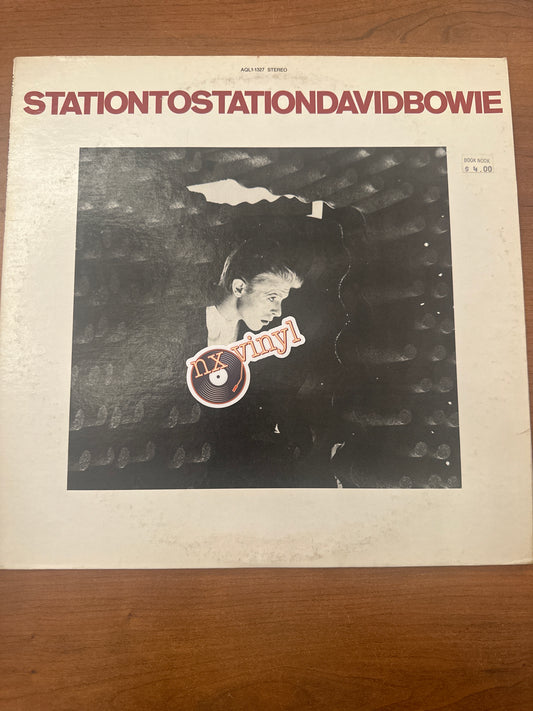 AQL1-1327 STEREO
STATIONTOSTATIONDAVIDBOWIE
BOOK NOOK
$ 4.00
nx vinyl